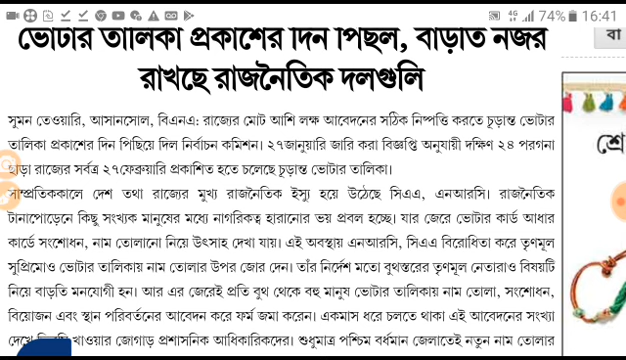 4G 74% 16:41
ভোটার তালিকা প্রকাশের দিন পিছল, বাড়তি নজর
রাখছে রাজনৈতিক দলগুলি
বা
সুমন তেওয়ারি, আসানসোল, বিএনএ: রাজ্যের মোট আশি লক্ষ আবেদনের সঠিক নিষ্পত্তি করতে চূড়ান্ত ভোটার
তালিকা প্রকাশের দিন পিছিয়ে দিল নির্বাচন কমিশন। ২৭জানুয়ারি জারি করা বিজ্ঞপ্তি অনুযায়ী দক্ষিণ ২৪ পরগনা
ছাড়া রাজ্যের সর্বত্র ২৭ফেব্রুয়ারি প্রকাশিত হতে চলেছে চূড়ান্ত ভোটার তালিকা।
সাম্প্রতিককালে দেশ তথা রাজ্যের মুখ্য রাজনৈতিক ইস্যু হয়ে উঠেছে সিএএ, এনআরসি। রাজনৈতিক
টানাপোড়েনে কিছু সংখ্যক মানুষের মধ্যে নাগরিকত্ব হারানোর ভয় প্রবল হচ্ছে। যার জেরে ভোটার কার্ড আধার
কার্ডে সংশোধন, নাম তোলানো নিয়ে উৎসাহ দেখা যায়। এই অবস্থায় এনআরসি, সিএএ বিরোধিতা করে তৃণমূল
সুপ্রিমোও ভোটার তালিকায় নাম তোলার উপর জোর দেন। তাঁর নির্দেশ মতো বুথস্তরের তৃণমূল নেতারাও বিষয়টি
নিয়ে বাড়তি মনযোগী হন। আর এর জেরেই প্রতি বুথ থেকে বহু মানুষ ভোটার তালিকায় নাম তোলা, সংশোধন,
বিয়োজন এবং স্থান পরিবর্তনের আবেদন করে ফর্ম জমা করেন। একমাস ধরে চলতে থাকা এই আবেদনের সংখ্যা
দেখে খাওয়ার জোগাড় প্রশাসনিক আধিকারিকদের। শুধুমাত্র পশ্চিম বর্ধমান জেলাতেই নতুন নাম তোলার